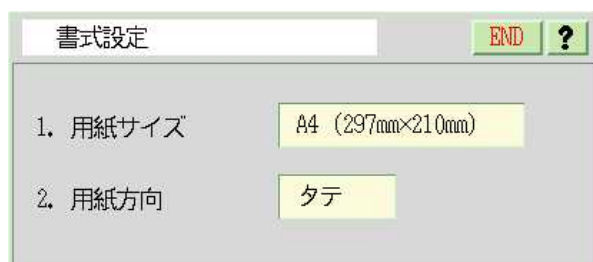 書式設定 END ?
1. 用紙サイズ A4 (297mm×210mm)
2. 用紙方向 タテ